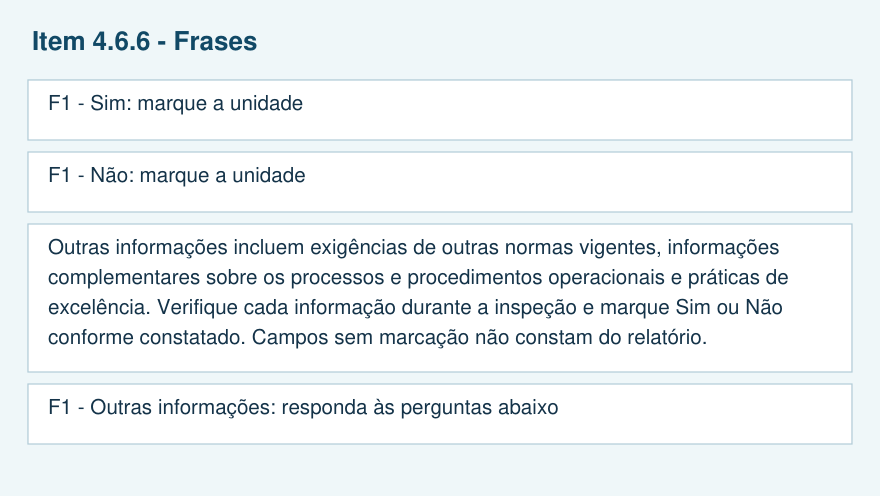 Item 4.6.6 - Frases
F1 - Sim: marque a unidade
F1 - Não: marque a unidade
Outras informações incluem exigências de outras normas vigentes, informações
complementares sobre os processos e procedimentos operacionais e práticas de
excelência. Verifique cada informação durante a inspeção e marque Sim ou Não
conforme constatado. Campos sem marcação não constam do relatório.
F1 - Outras informações: responda às perguntas abaixo